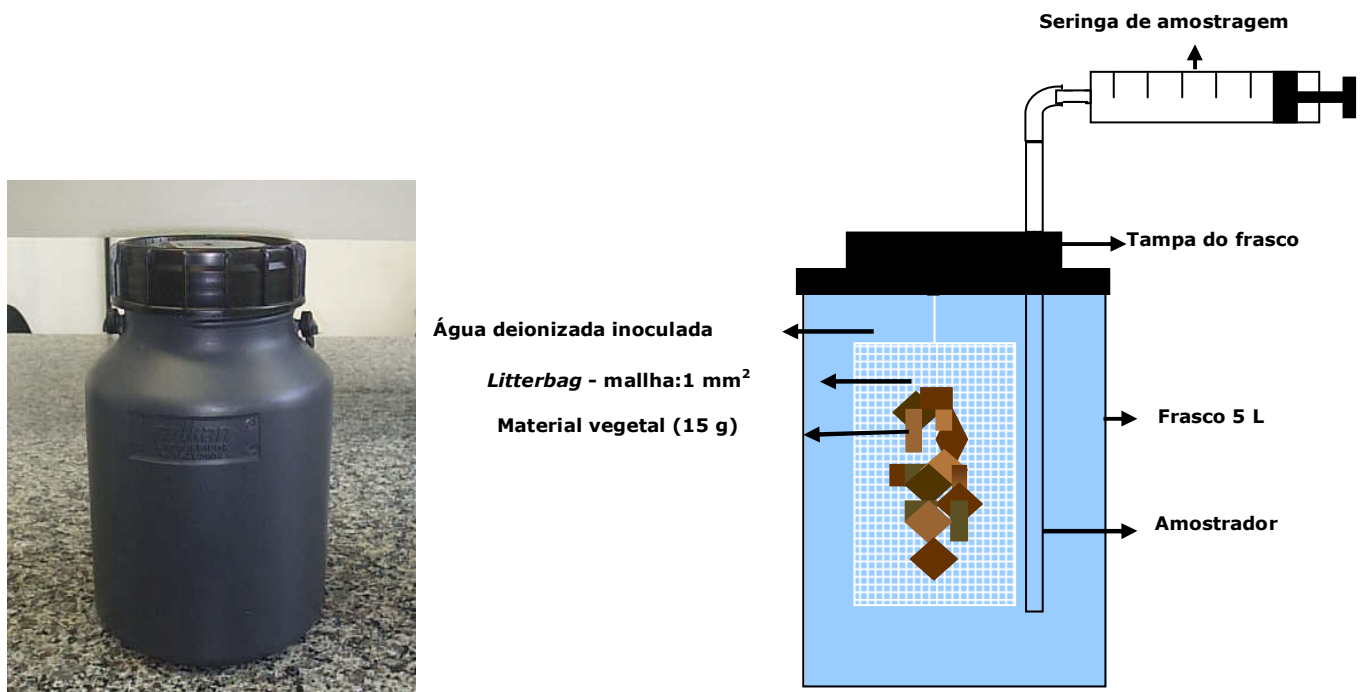 Seringa de amostragem
Tampa do frasco
Água deionizada inoculada
Litterbag - mallha:1 mm²
Material vegetal (15 g)
Frasco 5 L
Amostrador